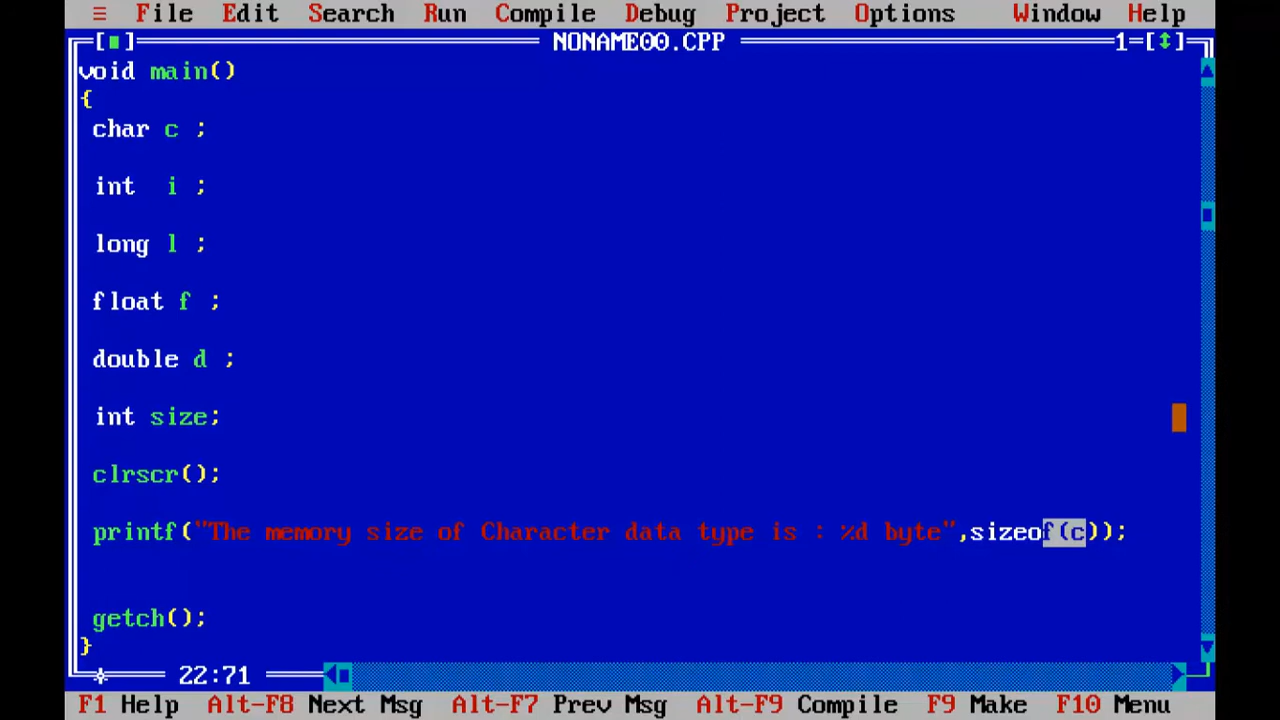 ≡ File Edit Search Run Compile Debug Project Options Window Help
[■] NONAME00.CPP 1=[↕]
void main()
{
char c ;
int i ;
long l ;
float f ;
double d ;
int size;
clrscr();
printf("The memory size of Character data type is : %d byte",sizeof(c));
getch();
}
22:71
F1 Help Alt-F8 Next Msg Alt-F7 Prev Msg Alt-F9 Compile F9 Make F10 Menu